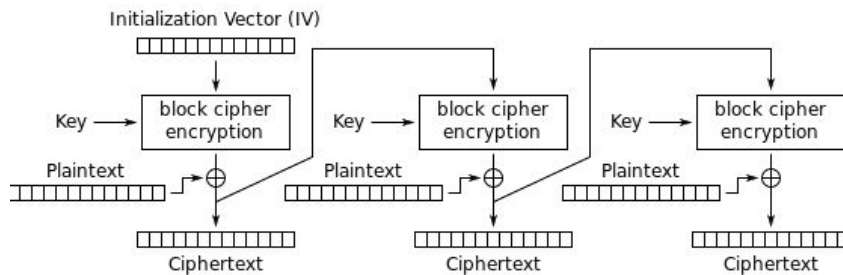 Initialization Vector (IV)
Key
block cipher
encryption
Key
block cipher
encryption
Key
block cipher
encryption
Plaintext
Plaintext
Plaintext
Ciphertext
Ciphertext
Ciphertext